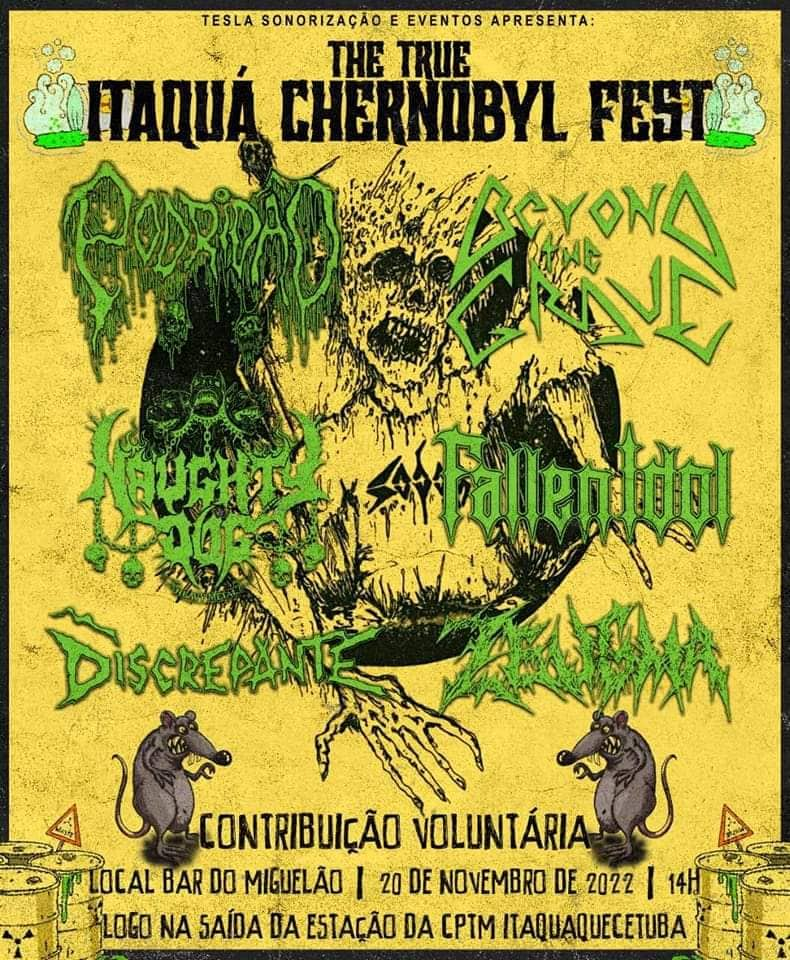 TESLA SONORIZAÇÃO E EVENTOS APRESENTA:
THE TRUE
ITAQUÁ CHERNOBYL FEST
PODRIDÃO
BEYOND
THE
GRAVE
NAUGHTY
DOG
SODOM
Fallen Idol
DISCREPANTE
ZEUGMA
CONTRIBUIÇÃO VOLUNTÁRIA
LOCAL BAR DO MIGUELÃO | 20 DE NOVEMBRO DE 2022 | 14H
LOGO NA SAÍDA DA ESTAÇÃO DA CPTM ITAQUAQUECETUBA